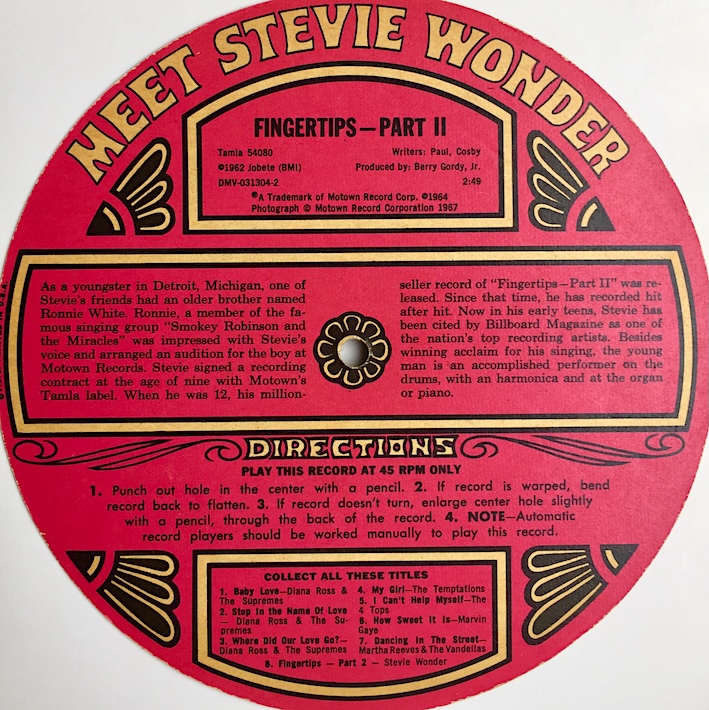 MEET STEVIE WONDER
FINGERTIPS—PART II
Tamla 54080 Writers: Paul, Cosby
©1962 Jobete (BMI) Produced by: Berry Gordy, Jr.
DMV-031304-2 2:49
®A Trademark of Motown Record Corp. ©1964
Photograph © Motown Record Corporation 1967
As a youngster in Detroit, Michigan, one of
Stevie's friends had an older brother named
Ronnie White. Ronnie, a member of the fa-
mous singing group "Smokey Robinson and
the Miracles" was impressed with Stevie's
voice and arranged an audition for the boy at
Motown Records. Stevie signed a recording
contract at the age of nine with Motown's
Tamla label. When he was 12, his million-
seller record of "Fingertips—Part II" was re-
leased. Since that time, he has recorded hit
after hit. Now in his early teens, Stevie has
been cited by Billboard Magazine as one of
the nation's top recording artists. Besides
winning acclaim for his singing, the young
man is an accomplished performer on the
drums, with an harmonica and at the organ
or piano.
DIRECTIONS
PLAY THIS RECORD AT 45 RPM ONLY
1. Punch out hole in the center with a pencil. 2. If record is warped, bend
record back to flatten. 3. If record doesn't turn, enlarge center hole slightly
with a pencil, through the back of the record. 4. NOTE—Automatic
record players should be worked manually to play this record.
COLLECT ALL THESE TITLES
1. Baby Love—Diana Ross &
The Supremes
2. Stop in the Name Of Love
— Diana Ross & The Su-
premes
3. Where Did Our Love Go?—
Diana Ross & The Supremes
4. My Girl—The Temptations
5. I Can't Help Myself—The
4 Tops
6. How Sweet It Is—Marvin
Gaye
7. Dancing In The Street—
Martha Reeves & The Vandellas
8. Fingertips — Part 2 — Stevie Wonder